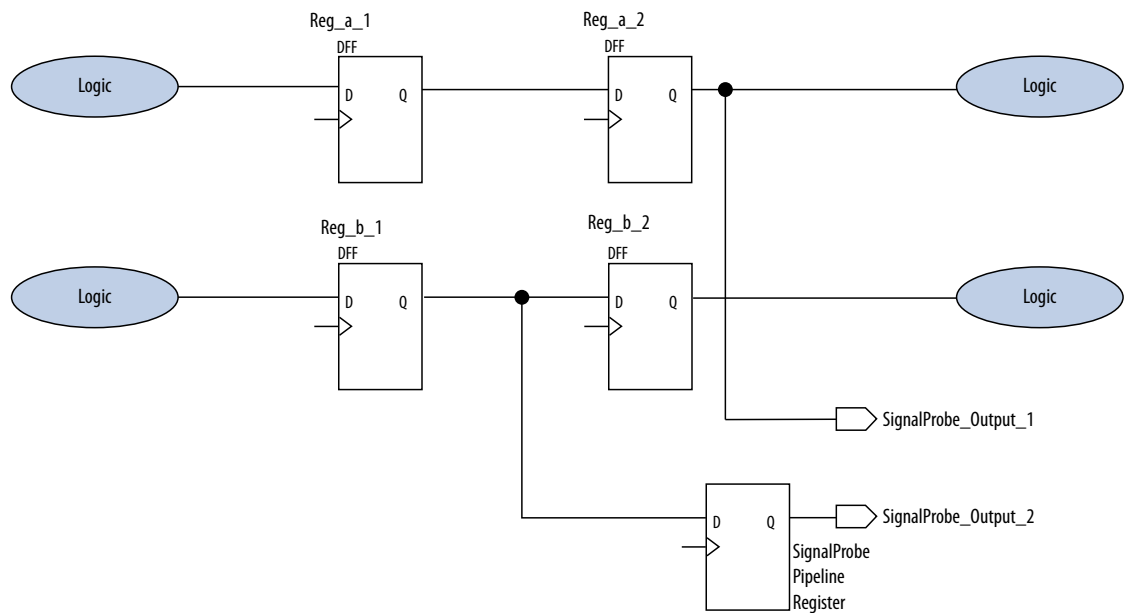 Reg_a_1
Reg_a_2
DFF
DFF
Logic
D
Q
D
Q
Logic
Reg_b_1
Reg_b_2
DFF
DFF
Logic
D
Q
D
Q
Logic
SignalProbe_Output_1
D
Q
SignalProbe_Output_2
SignalProbe
Pipeline
Register